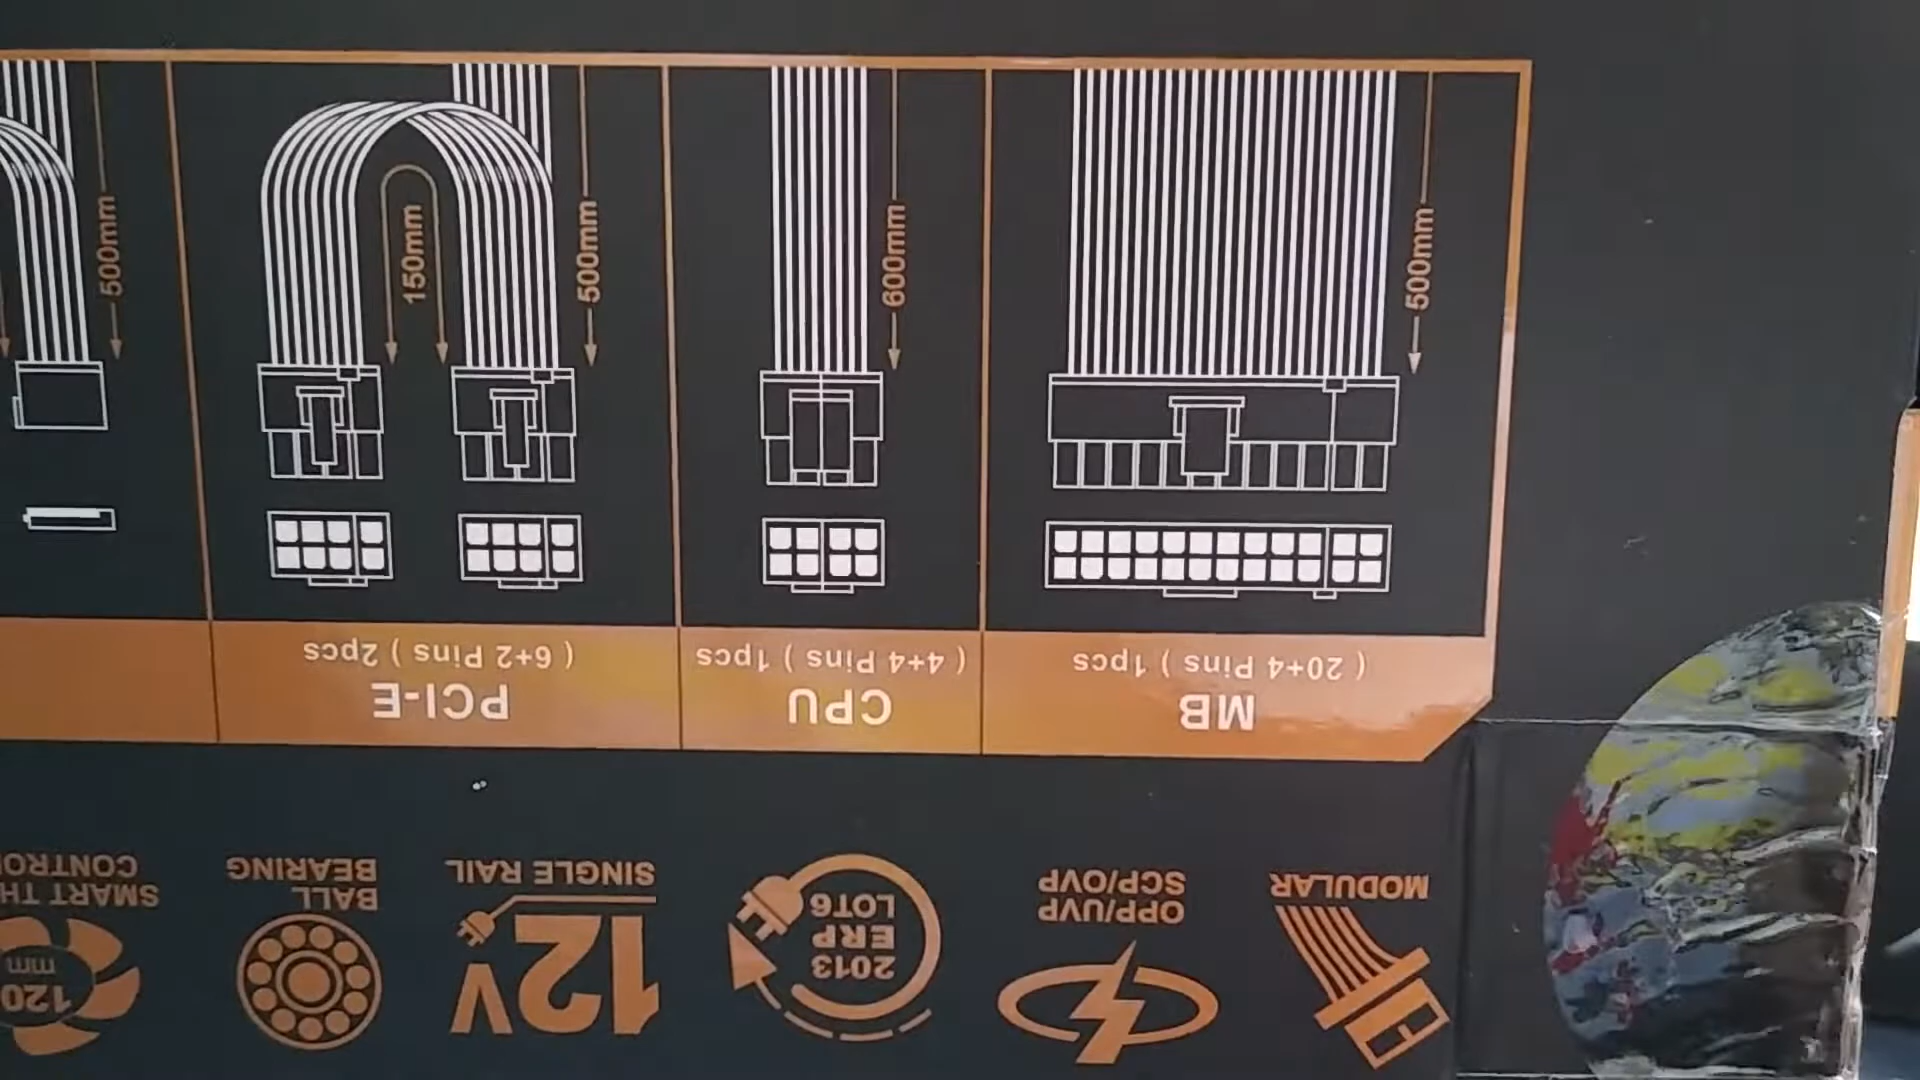 MODULAR
OPP/UVP
SCP/OVP
2013
ERP
LOT6
12V
SINGLE RAIL
BALL
BEARING
120
mm
SMART TH
CONTRO
MB
( 20+4 Pins ) 1pcs
CPU
( 4+4 Pins ) 1pcs
PCI-E
( 6+2 Pins ) 2pcs
500mm
600mm
500mm
150mm
500mm